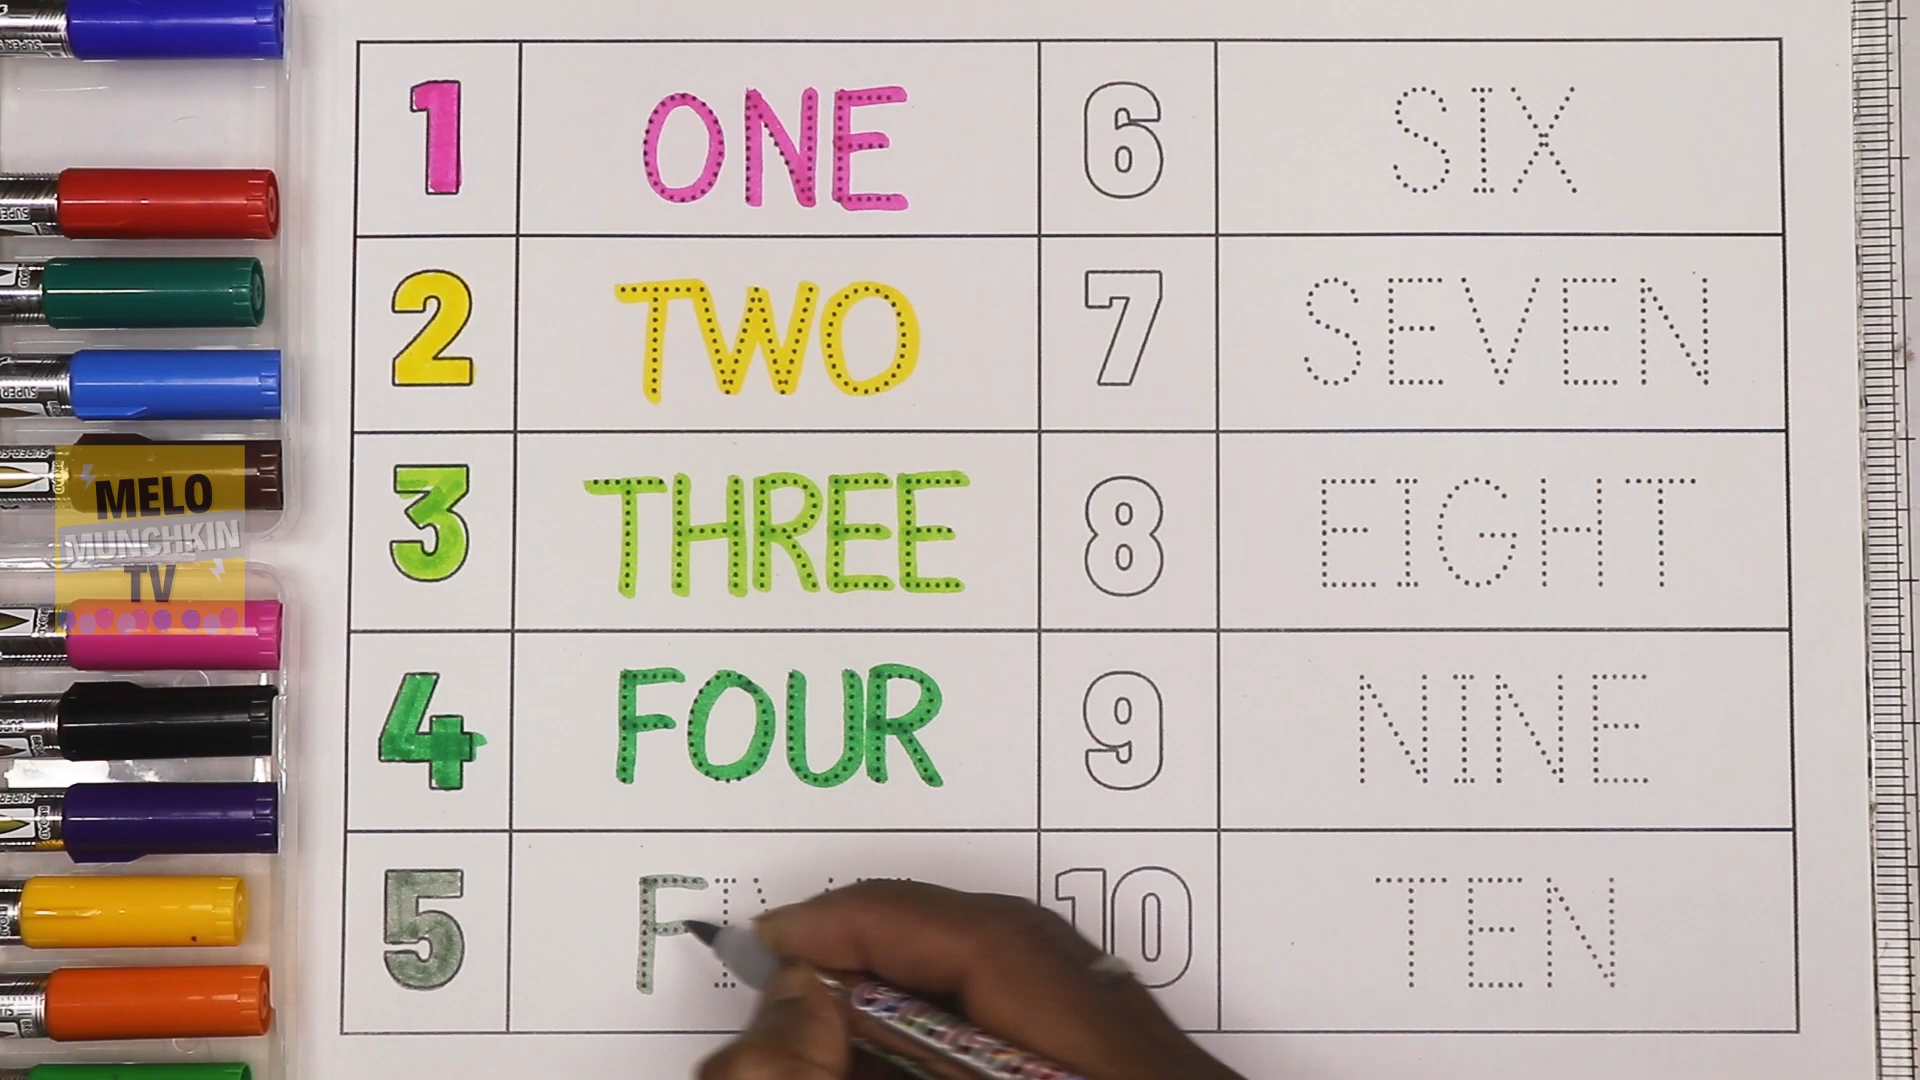 1 ONE 6 SIX
2 TWO 7 SEVEN
3 THREE 8 EIGHT
4 FOUR 9 NINE
5 10 TEN
MELO
MUNCHKIN
TV